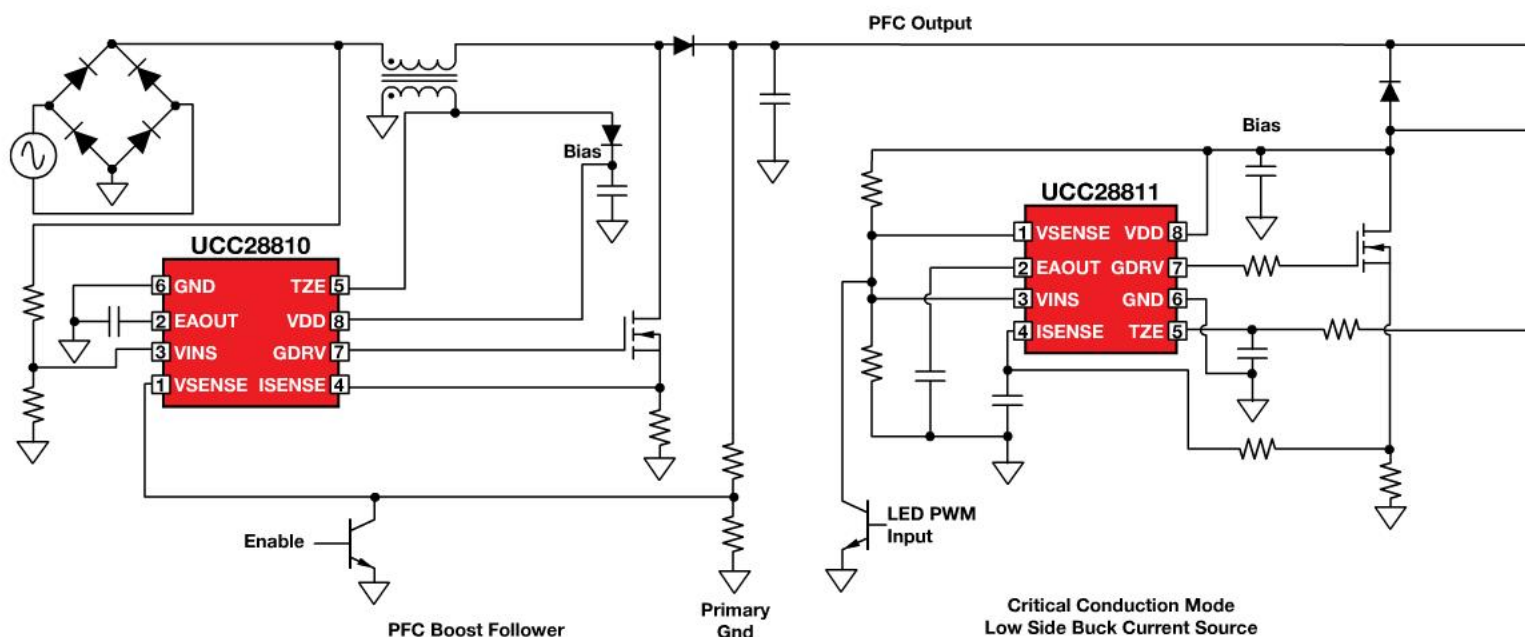 PFC Output
Bias
Bias
UCC28810
6 GND TZE 5
2 EAOUT VDD 8
3 VINS GDRV 7
1 VSENSE ISENSE 4
UCC28811
1 VSENSE VDD 8
2 EAOUT GDRV 7
3 VINS GND 6
4 ISENSE TZE 5
Enable
LED PWM
Input
Primary
Gnd
PFC Boost Follower
Critical Conduction Mode
Low Side Buck Current Source